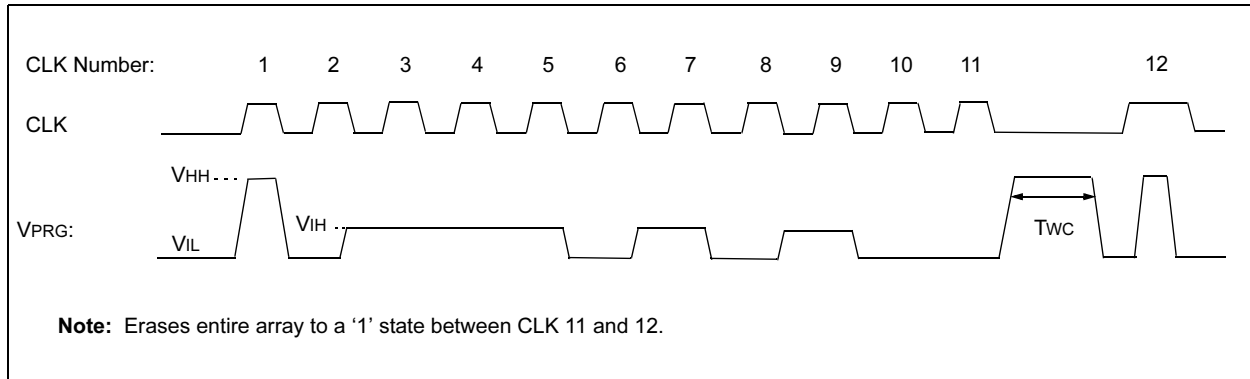 CLK Number: 1 2 3 4 5 6 7 8 9 10 11 12
CLK
VHH
VPRG:
VIH
VIL
TWC
Note: Erases entire array to a ‘1’ state between CLK 11 and 12.